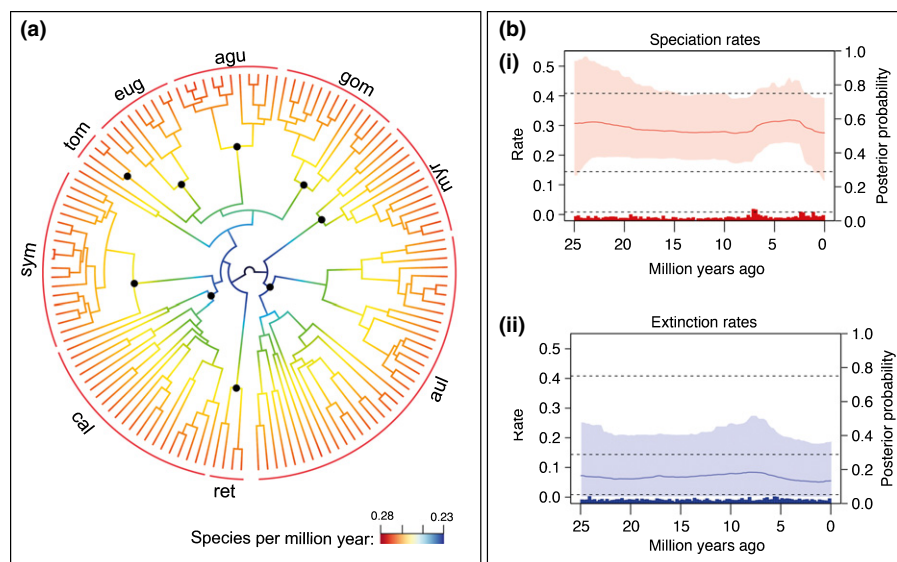 (a)
agu
eug
gom
tom
myr
sym
aul
cal
ret
0.28 0.23
Species per million year:
(b)
Speciation rates
(i)
0.5
0.4
0.3
0.2
0.1
0.0
Rate
1.0
0.8
0.6
0.4
0.2
0.0
Posterior probability
25 20 15 10 5 0
Million years ago
(ii)
Extinction rates
0.5
0.4
0.3
0.2
0.1
0.0
Rate
1.0
0.8
0.6
0.4
0.2
0.0
Posterior probability
25 20 15 10 5 0
Million years ago